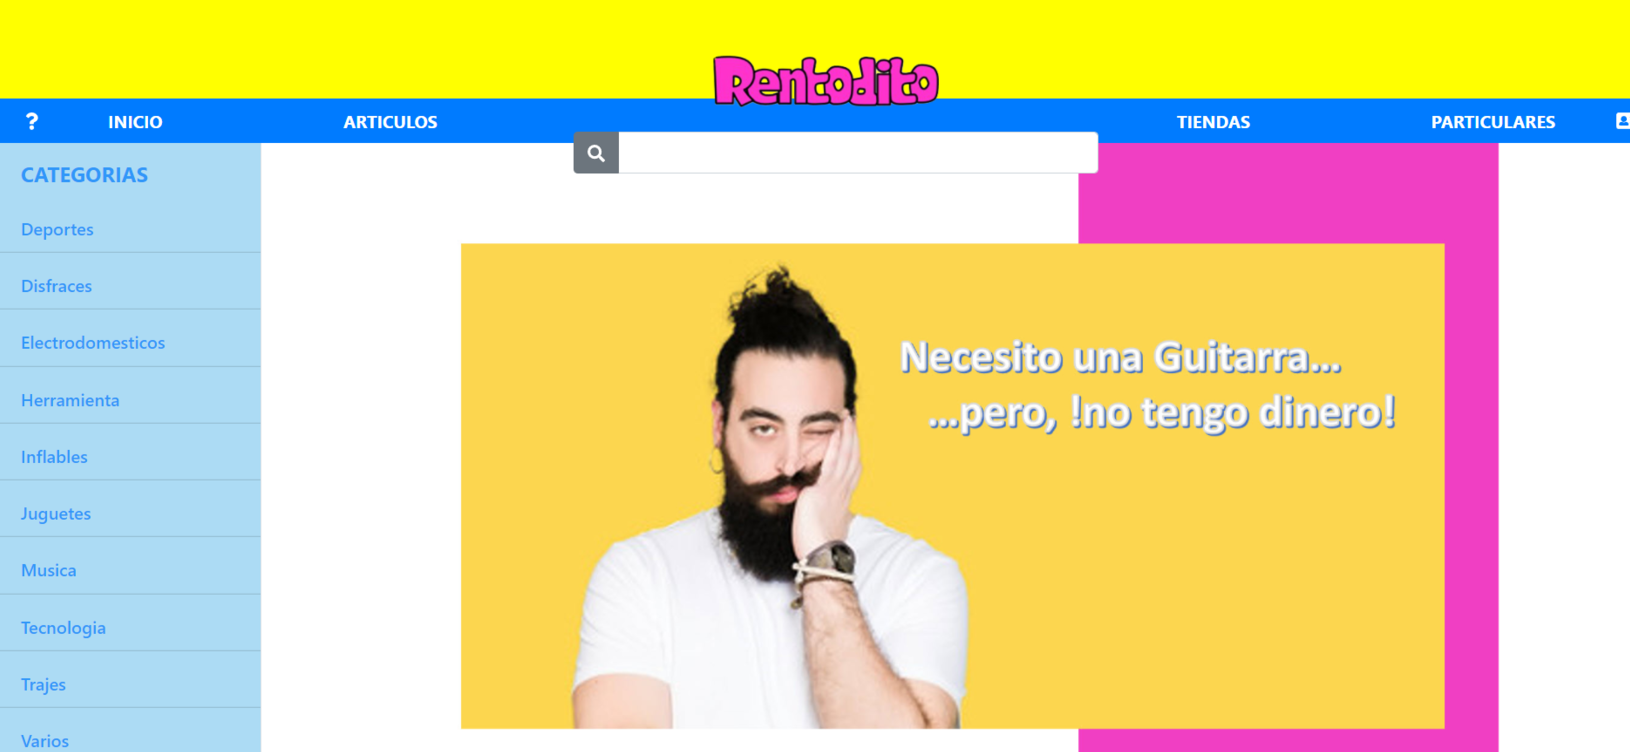 Rentodito
? INICIO ARTICULOS TIENDAS PARTICULARES
CATEGORIAS
Deportes
Disfraces
Electrodomesticos
Herramienta
Inflables
Juguetes
Musica
Tecnologia
Trajes
Varios
Necesito una Guitarra...
...pero, !no tengo dinero!